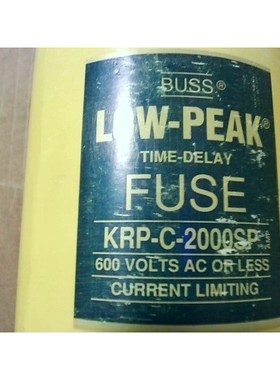 BUSS®
LOW-PEAK®
TIME-DELAY
FUSE
KRP-C-2000SP
600 VOLTS AC OR LESS
CURRENT LIMITING